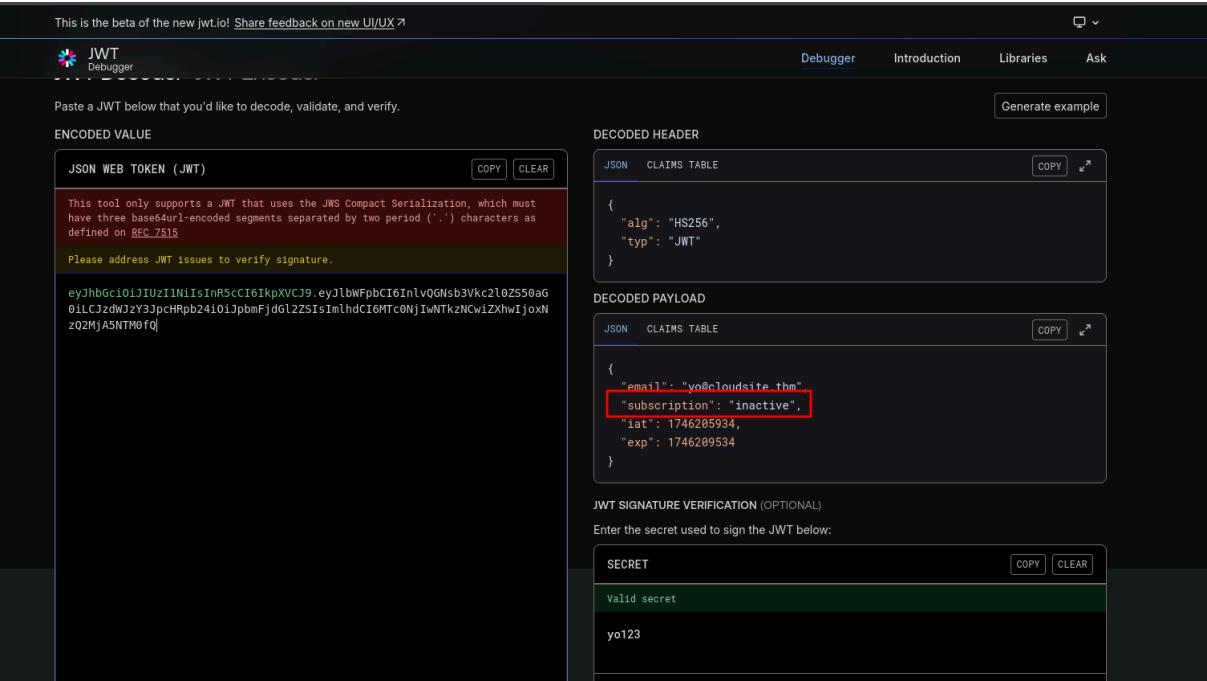 This is the beta of the new jwt.io! Share feedback on new UI/UX
JWT
Debugger
Debugger
Introduction
Libraries
Ask
JWT Decoder JWT Encoder
Paste a JWT below that you'd like to decode, validate, and verify.
Generate example
ENCODED VALUE
JSON WEB TOKEN (JWT)
COPY
CLEAR
This tool only supports a JWT that uses the JWS Compact Serialization, which must
have three base64url-encoded segments separated by two period ('.') characters as
defined on RFC 7515
Please address JWT issues to verify signature.
eyJhbGciOiJIUzI1NiIsInR5cCI6IkpXVCJ9.eyJlbWFpbCI6InlvQGNsb3Vkc2l0ZS50aG
0iLCJzdWJzY3JpcHRpb24iOiJpbmFjdGl2ZSIsImlhdCI6MTc0NjIwNTkzNCwiZXhwIjoxN
zQ2MjA5NTM0fQ
DECODED HEADER
JSON
CLAIMS TABLE
COPY
{
"alg": "HS256",
"typ": "JWT"
}
DECODED PAYLOAD
JSON
CLAIMS TABLE
COPY
{
"email": "yo@cloudsite.thm",
"subscription": "inactive",
"iat": 1746205934,
"exp": 1746209534
}
JWT SIGNATURE VERIFICATION (OPTIONAL)
Enter the secret used to sign the JWT below:
SECRET
COPY
CLEAR
Valid secret
yo123